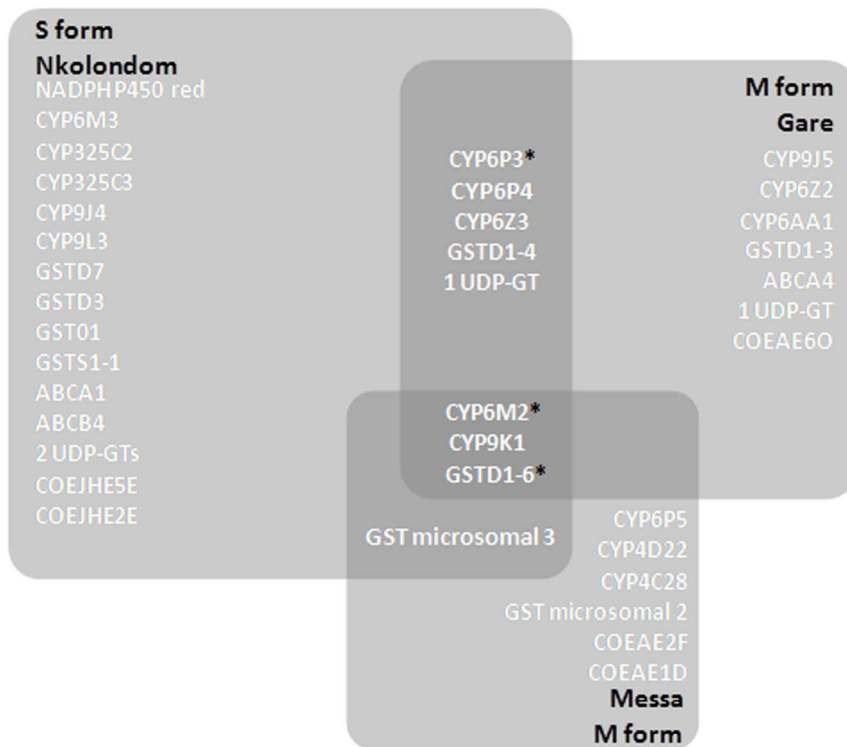 S form
Nkolondom
NADPHP450 red
CYP6M3
CYP325C2
CYP325C3
CYP9J4
CYP9L3
GSTD7
GSTD3
GST01
GSTS1-1
ABCA1
ABCB4
2 UDP-GTs
COEJHE5E
COEJHE2E
CYP6P3*
CYP6P4
CYP6Z3
GSTD1-4
1 UDP-GT
M form
Gare
CYP9J5
CYP6Z2
CYP6AA1
GSTD1-3
ABCA4
1 UDP-GT
COEAE6O
CYP6M2*
CYP9K1
GSTD1-6*
GST microsomal 3
CYP6P5
CYP4D22
CYP4C28
GST microsomal 2
COEAE2F
COEAE1D
Messa
M form